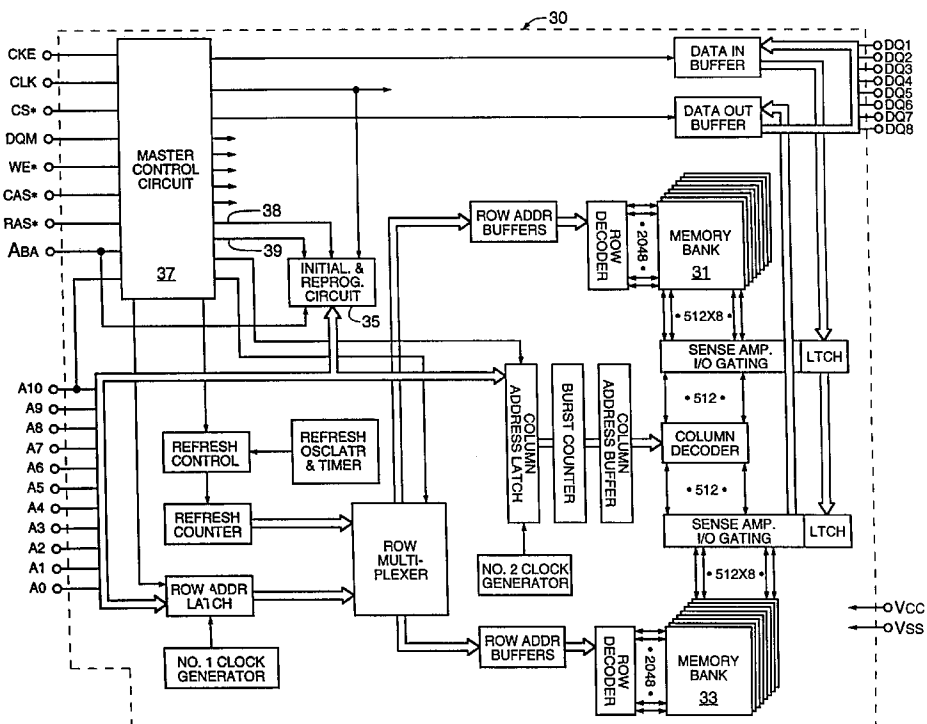 30
CKE
CLK
CS*
DQM
WE*
CAS*
RAS*
ABA
MASTER
CONTROL
CIRCUIT
37
38
39
INITIAL. &
REPROG.
CIRCUIT
35
DATA IN
BUFFER
DATA OUT
BUFFER
DQ1
DQ2
DQ3
DQ4
DQ5
DQ6
DQ7
DQ8
ROW ADDR
BUFFERS
ROW
DECODER
• 2048 •
MEMORY
BANK
31
• 512X8 •
SENSE AMP.
I/O GATING
LTCH
A10
A9
A8
A7
A6
A5
A4
A3
A2
A1
A0
REFRESH
CONTROL
REFRESH
OSCLATR
& TIMER
REFRESH
COUNTER
ROW ADDR
LATCH
NO. 1 CLOCK
GENERATOR
ROW
MULTI-
PLEXER
COLUMN
ADDRESS LATCH
BURST COUNTER
COLUMN
ADDRESS BUFFER
NO. 2 CLOCK
GENERATOR
• 512 •
COLUMN
DECODER
• 512 •
SENSE AMP.
I/O GATING
LTCH
• 512X8 •
ROW ADDR
BUFFERS
ROW
DECODER
• 2048 •
MEMORY
BANK
33
VCC
VSS